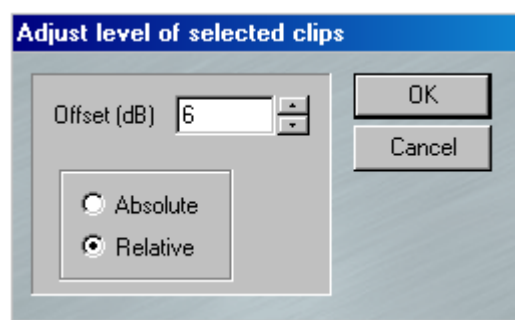 Adjust level of selected clips
Offset (dB) 6
OK
Cancel
Absolute
Relative